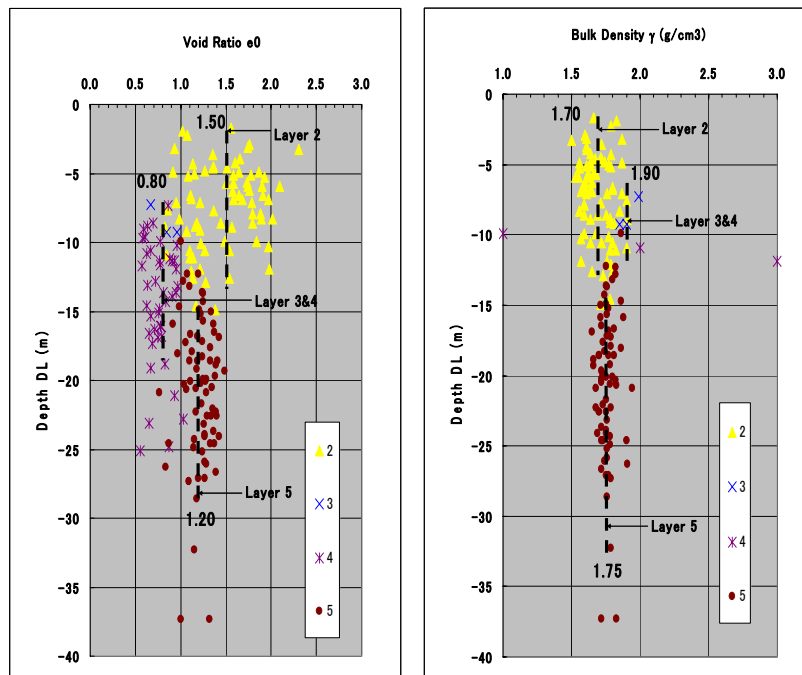 Void Ratio e0
0.0 0.5 1.0 1.5 2.0 2.5 3.0
0
-5
-10
-15
-20
-25
-30
-35
-40
Depth DL (m)
1.50
Layer 2
0.80
Layer 3&4
Layer 5
1.20
2
3
4
5
Bulk Density γ (g/cm3)
1.0 1.5 2.0 2.5 3.0
0
-5
-10
-15
-20
-25
-30
-35
-40
Depth DL (m)
1.70
Layer 2
1.90
Layer 3&4
Layer 5
1.75
2
3
4
5